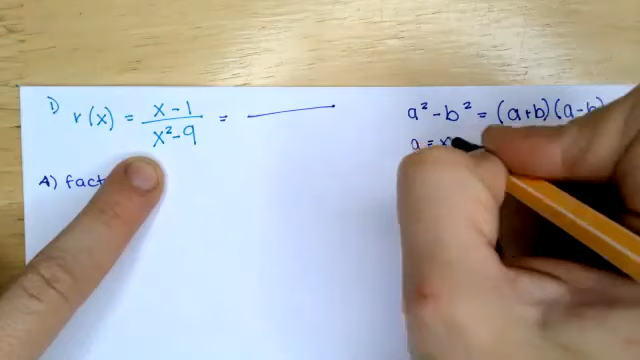 1) r(x) = x-1 / x²-9 =
a² - b² = (a+b)(a-b)
a = x
A) fact